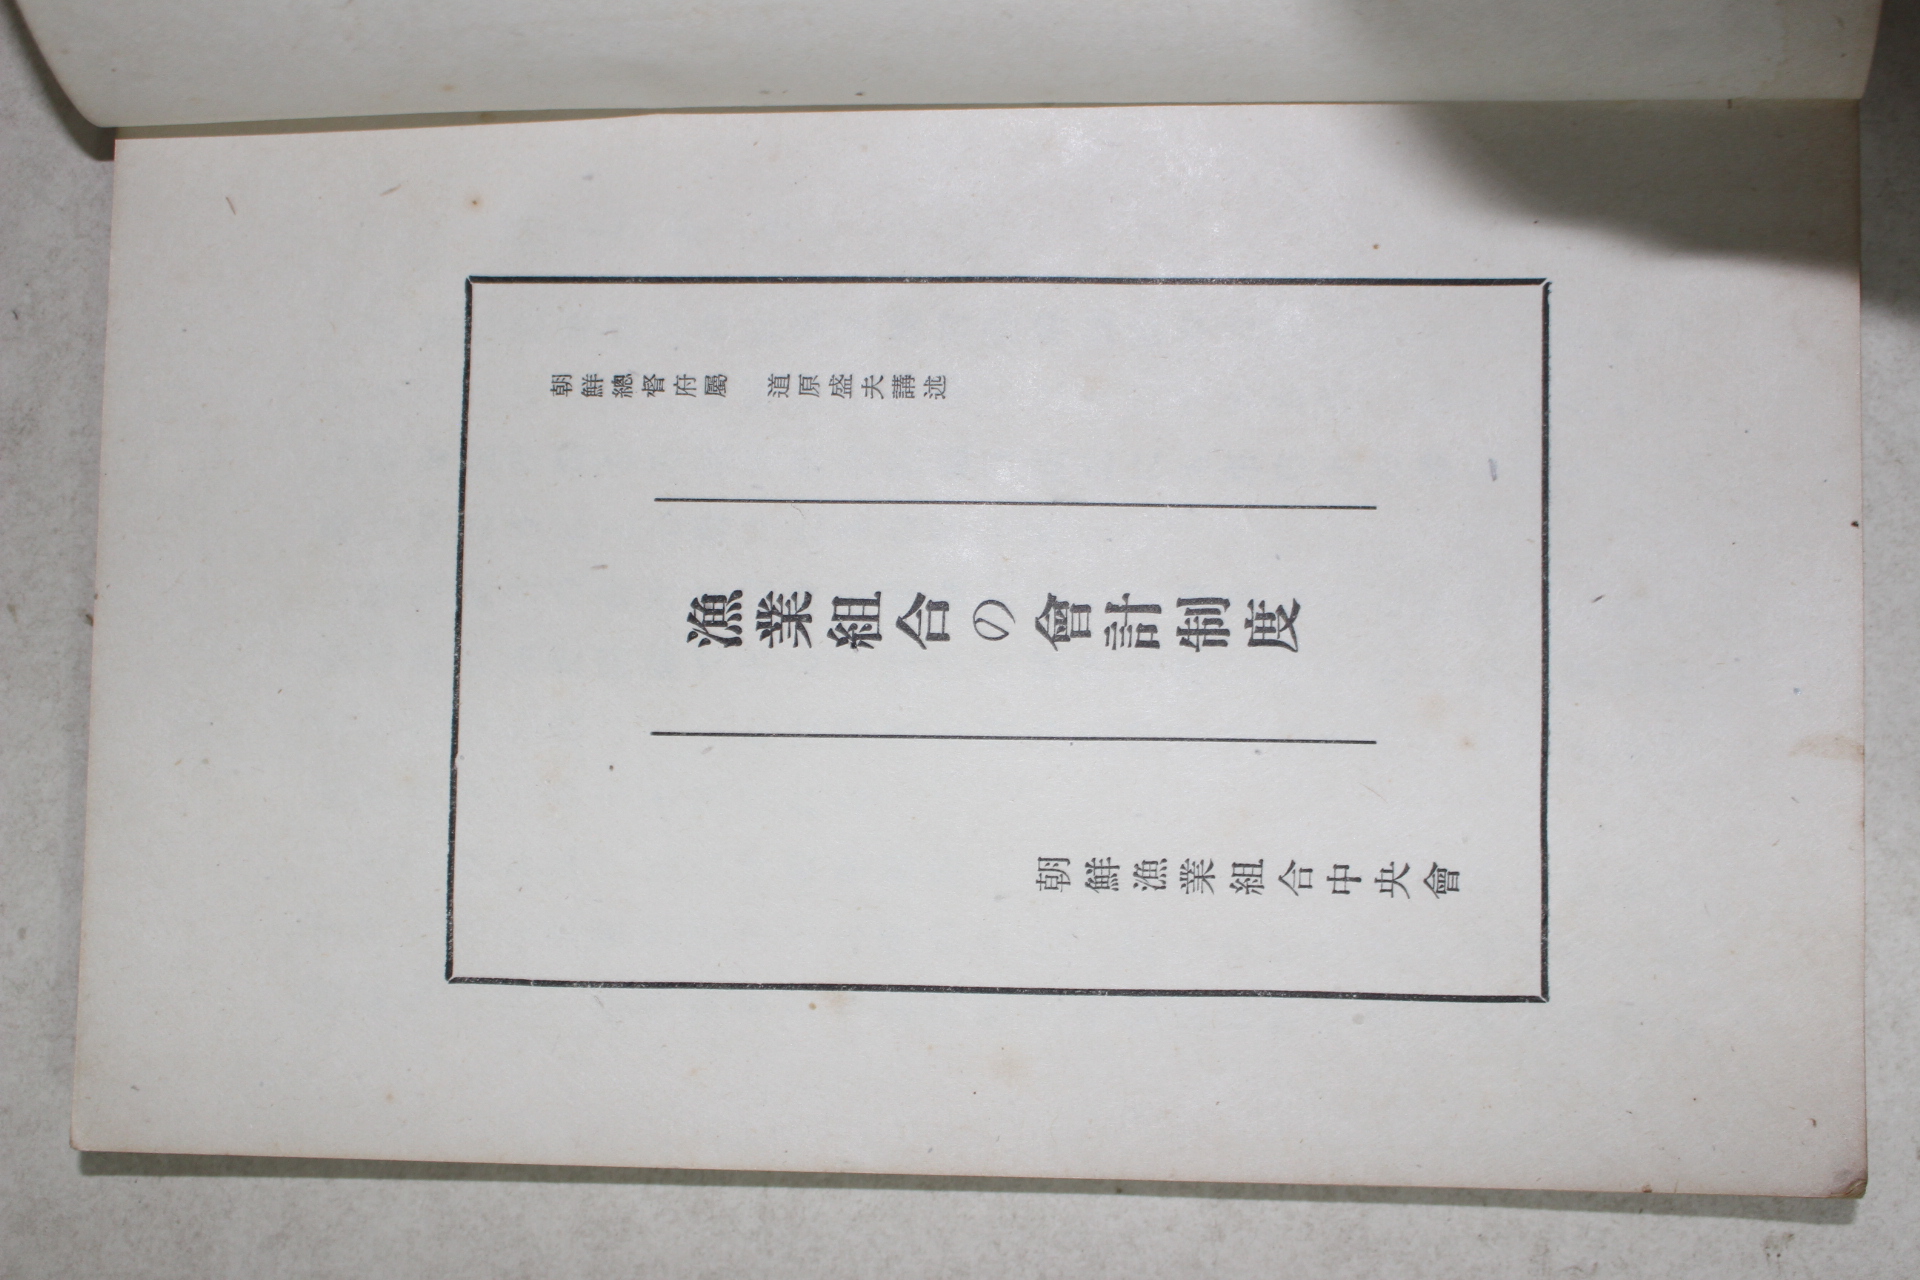 朝鮮總督府屬　道原盛夫講述
漁業組合の會計制度
朝鮮漁業組合中央會